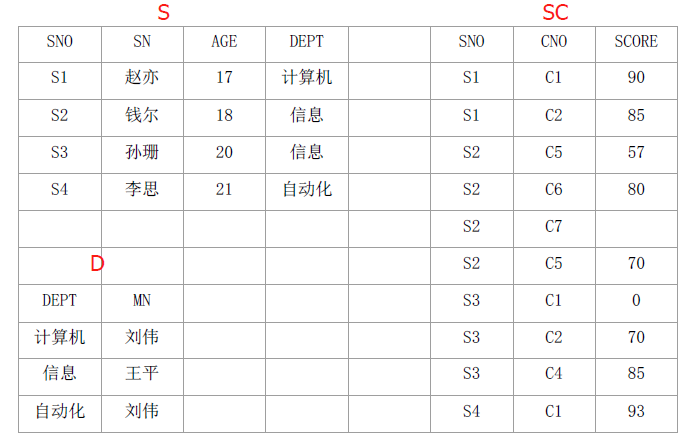 S SC
SNO SN AGE DEPT SNO CNO SCORE
S1 赵亦 17 计算机 S1 C1 90
S2 钱尔 18 信息 S1 C2 85
S3 孙珊 20 信息 S2 C5 57
S4 李思 21 自动化 S2 C6 80
S2 C7
D S2 C5 70
DEPT MN S3 C1 0
计算机 刘伟 S3 C2 70
信息 王平 S3 C4 85
自动化 刘伟 S4 C1 93